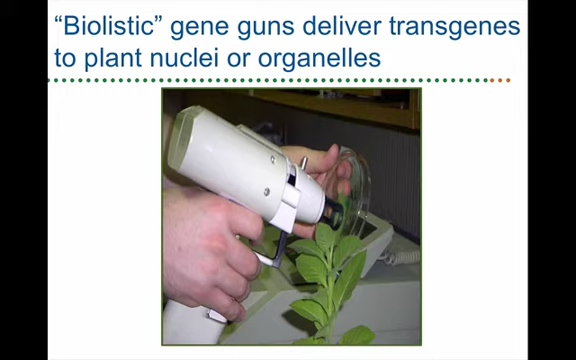 “Biolistic” gene guns deliver transgenes
to plant nuclei or organelles